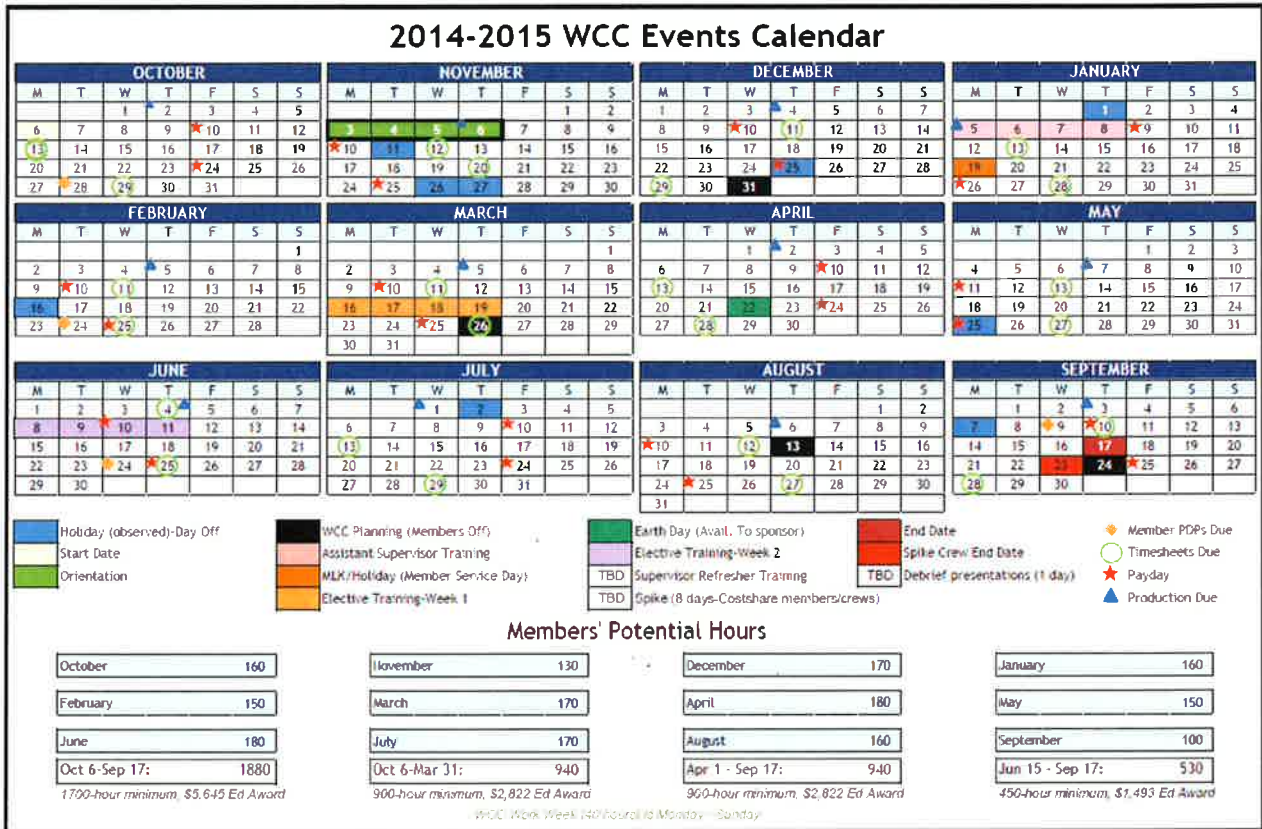 2014-2015 WCC Events Calendar
OCTOBER
M T W T F S S
1 2 3 4 5
6 7 8 9 10 11 12
13 14 15 16 17 18 19
20 21 22 23 24 25 26
27 28 29 30 31
NOVEMBER
M T W T F S S
1 2
3 4 5 6 7 8 9
10 11 12 13 14 15 16
17 18 19 20 21 22 23
24 25 26 27 28 29 30
DECEMBER
M T W T F S S
1 2 3 4 5 6 7
8 9 10 11 12 13 14
15 16 17 18 19 20 21
22 23 24 25 26 27 28
29 30 31
JANUARY
M T W T F S S
1 2 3 4
5 6 7 8 9 10 11
12 13 14 15 16 17 18
19 20 21 22 23 24 25
26 27 28 29 30 31
FEBRUARY
M T W T F S S
1
2 3 4 5 6 7 8
9 10 11 12 13 14 15
16 17 18 19 20 21 22
23 24 25 26 27 28
MARCH
M T W T F S S
1
2 3 4 5 6 7 8
9 10 11 12 13 14 15
16 17 18 19 20 21 22
23 24 25 26 27 28 29
30 31
APRIL
M T W T F S S
1 2 3 4 5
6 7 8 9 10 11 12
13 14 15 16 17 18 19
20 21 22 23 24 25 26
27 28 29 30
MAY
M T W T F S S
1 2 3
4 5 6 7 8 9 10
11 12 13 14 15 16 17
18 19 20 21 22 23 24
25 26 27 28 29 30 31
JUNE
M T W T F S S
1 2 3 4 5 6 7
8 9 10 11 12 13 14
15 16 17 18 19 20 21
22 23 24 25 26 27 28
29 30
JULY
M T W T F S S
1 2 3 4 5
6 7 8 9 10 11 12
13 14 15 16 17 18 19
20 21 22 23 24 25 26
27 28 29 30 31
AUGUST
M T W T F S S
1 2
3 4 5 6 7 8 9
10 11 12 13 14 15 16
17 18 19 20 21 22 23
24 25 26 27 28 29 30
31
SEPTEMBER
M T W T F S S
1 2 3 4 5 6
7 8 9 10 11 12 13
14 15 16 17 18 19 20
21 22 23 24 25 26 27
28 29 30
Holiday (observed)-Day Off
Start Date
Orientation
WCC Planning (Members Off)
Assistant Supervisor Training
MLK/Holiday (Member Service Day)
Elective Training-Week 1
Earth Day (Avail. To sponsor)
Elective Training-Week 2
TBD Supervisor Refresher Training
TBD Spike (8 days-Costshare members/crews)
End Date
Spike Crew End Date
TBD Debrief presentations (1 day)
Member PDPs Due
Timesheets Due
Payday
Production Due
Members' Potential Hours
October 160 November 130 December 170 January 160
February 150 March 170 April 180 May 150
June 180 July 170 August 160 September 100
Oct 6-Sep 17: 1880 Oct 6-Mar 31: 940 Apr 1 - Sep 17: 940 Jun 15 - Sep 17: 530
1700-hour minimum, $5,645 Ed Award 900-hour minimum, $2,822 Ed Award 900-hour minimum, $2,822 Ed Award 450-hour minimum, $1,493 Ed Award
WCC Work Week (40 hours) is Monday - Sunday